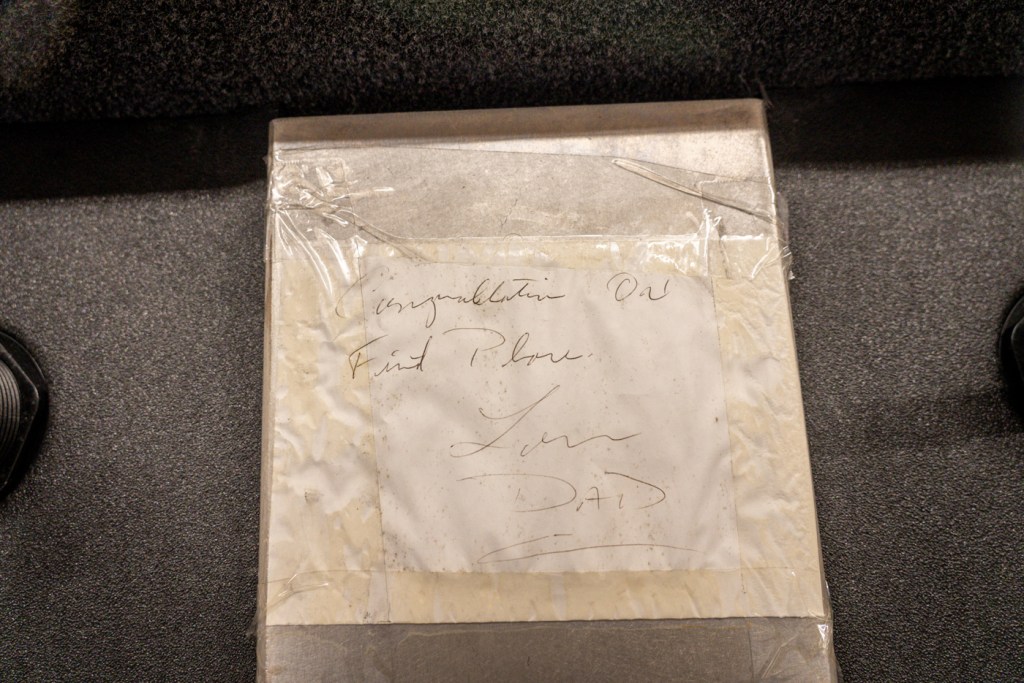 Congratulation On
First Place.
Love
DAD